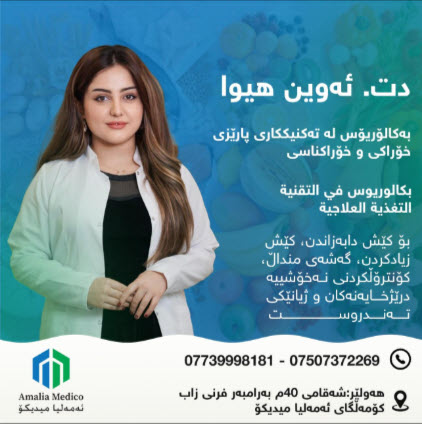 دت. ئەوین هیوا
بەکالۆریۆس لە تەکنیککاری پارێزی
خۆراکی و خۆراکناسی
بكالوريوس في التقنية
التغذية العلاجية
بۆ کێش دابەزاندن، کێش
زیادکردن، گەشەی منداڵ،
کۆنترۆڵکردنی نەخۆشییە
درێژخایەنەکان و ژیانێکی
تەندروست
07739998181 - 07507372269
هەولێر:شەقامی 40م بەرامبەر فرنی زاب
کۆمەڵگای ئەمەلیا میدیکۆ
Amalia Medico
ئەمەلیا میدیکۆ